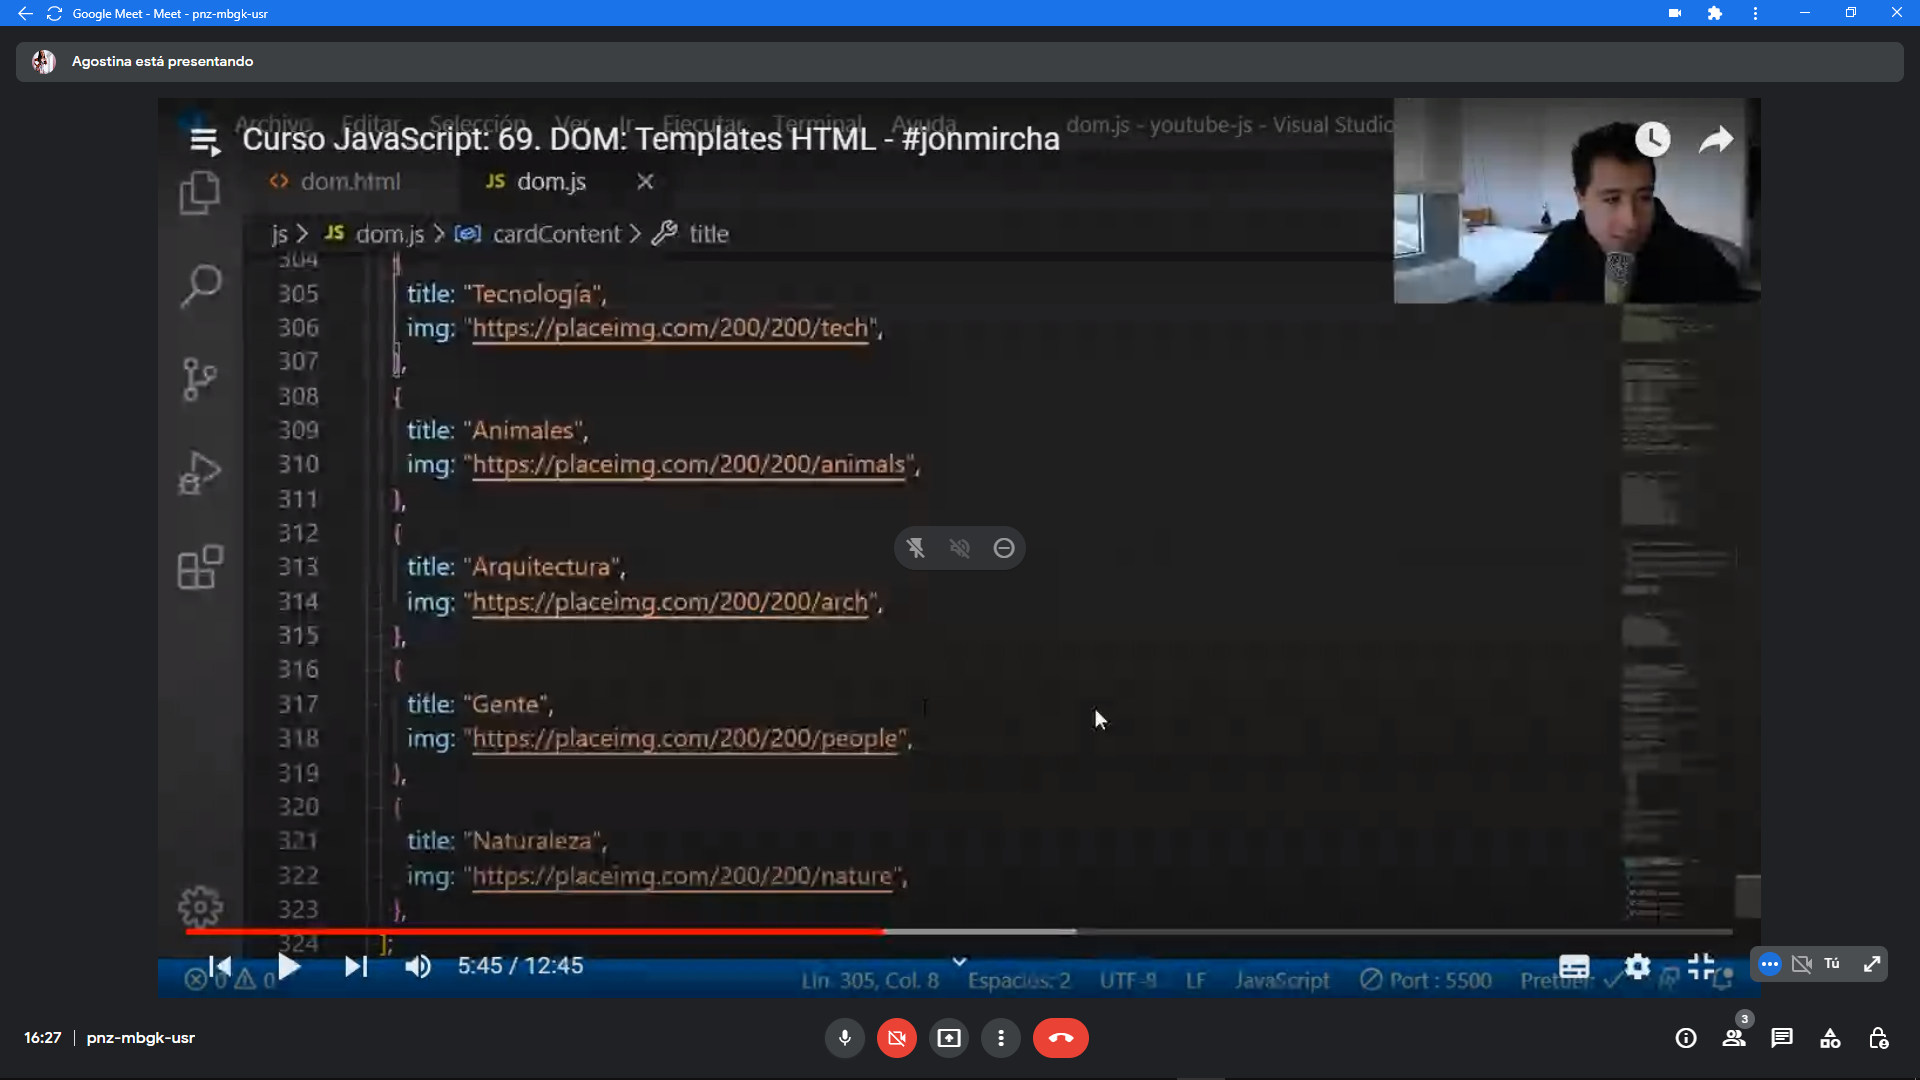 Google Meet - Meet - pnz-mbgk-usr
Agostina está presentando
Archivo Editar Selección Ver Ir Ejecutar Terminal Ayuda dom.js - youtube-js - Visual Studio
Curso JavaScript: 69. DOM: Templates HTML - #jonmircha
<> dom.html JS dom.js
js > JS dom.js > cardContent > title
304 {
305 title: "Tecnología",
306 img: "https://placeimg.com/200/200/tech",
307 },
308 {
309 title: "Animales",
310 img: "https://placeimg.com/200/200/animals",
311 },
312 {
313 title: "Arquitectura",
314 img: "https://placeimg.com/200/200/arch",
315 },
316 {
317 title: "Gente",
318 img: "https://placeimg.com/200/200/people",
319 },
320 {
321 title: "Naturaleza",
322 img: "https://placeimg.com/200/200/nature",
323 },
324 ];
5:45 / 12:45
0 0 Lín. 305, Col. 8 Espacios: 2 UTF-8 LF JavaScript Port : 5500
Tú
16:27 | pnz-mbgk-usr
3